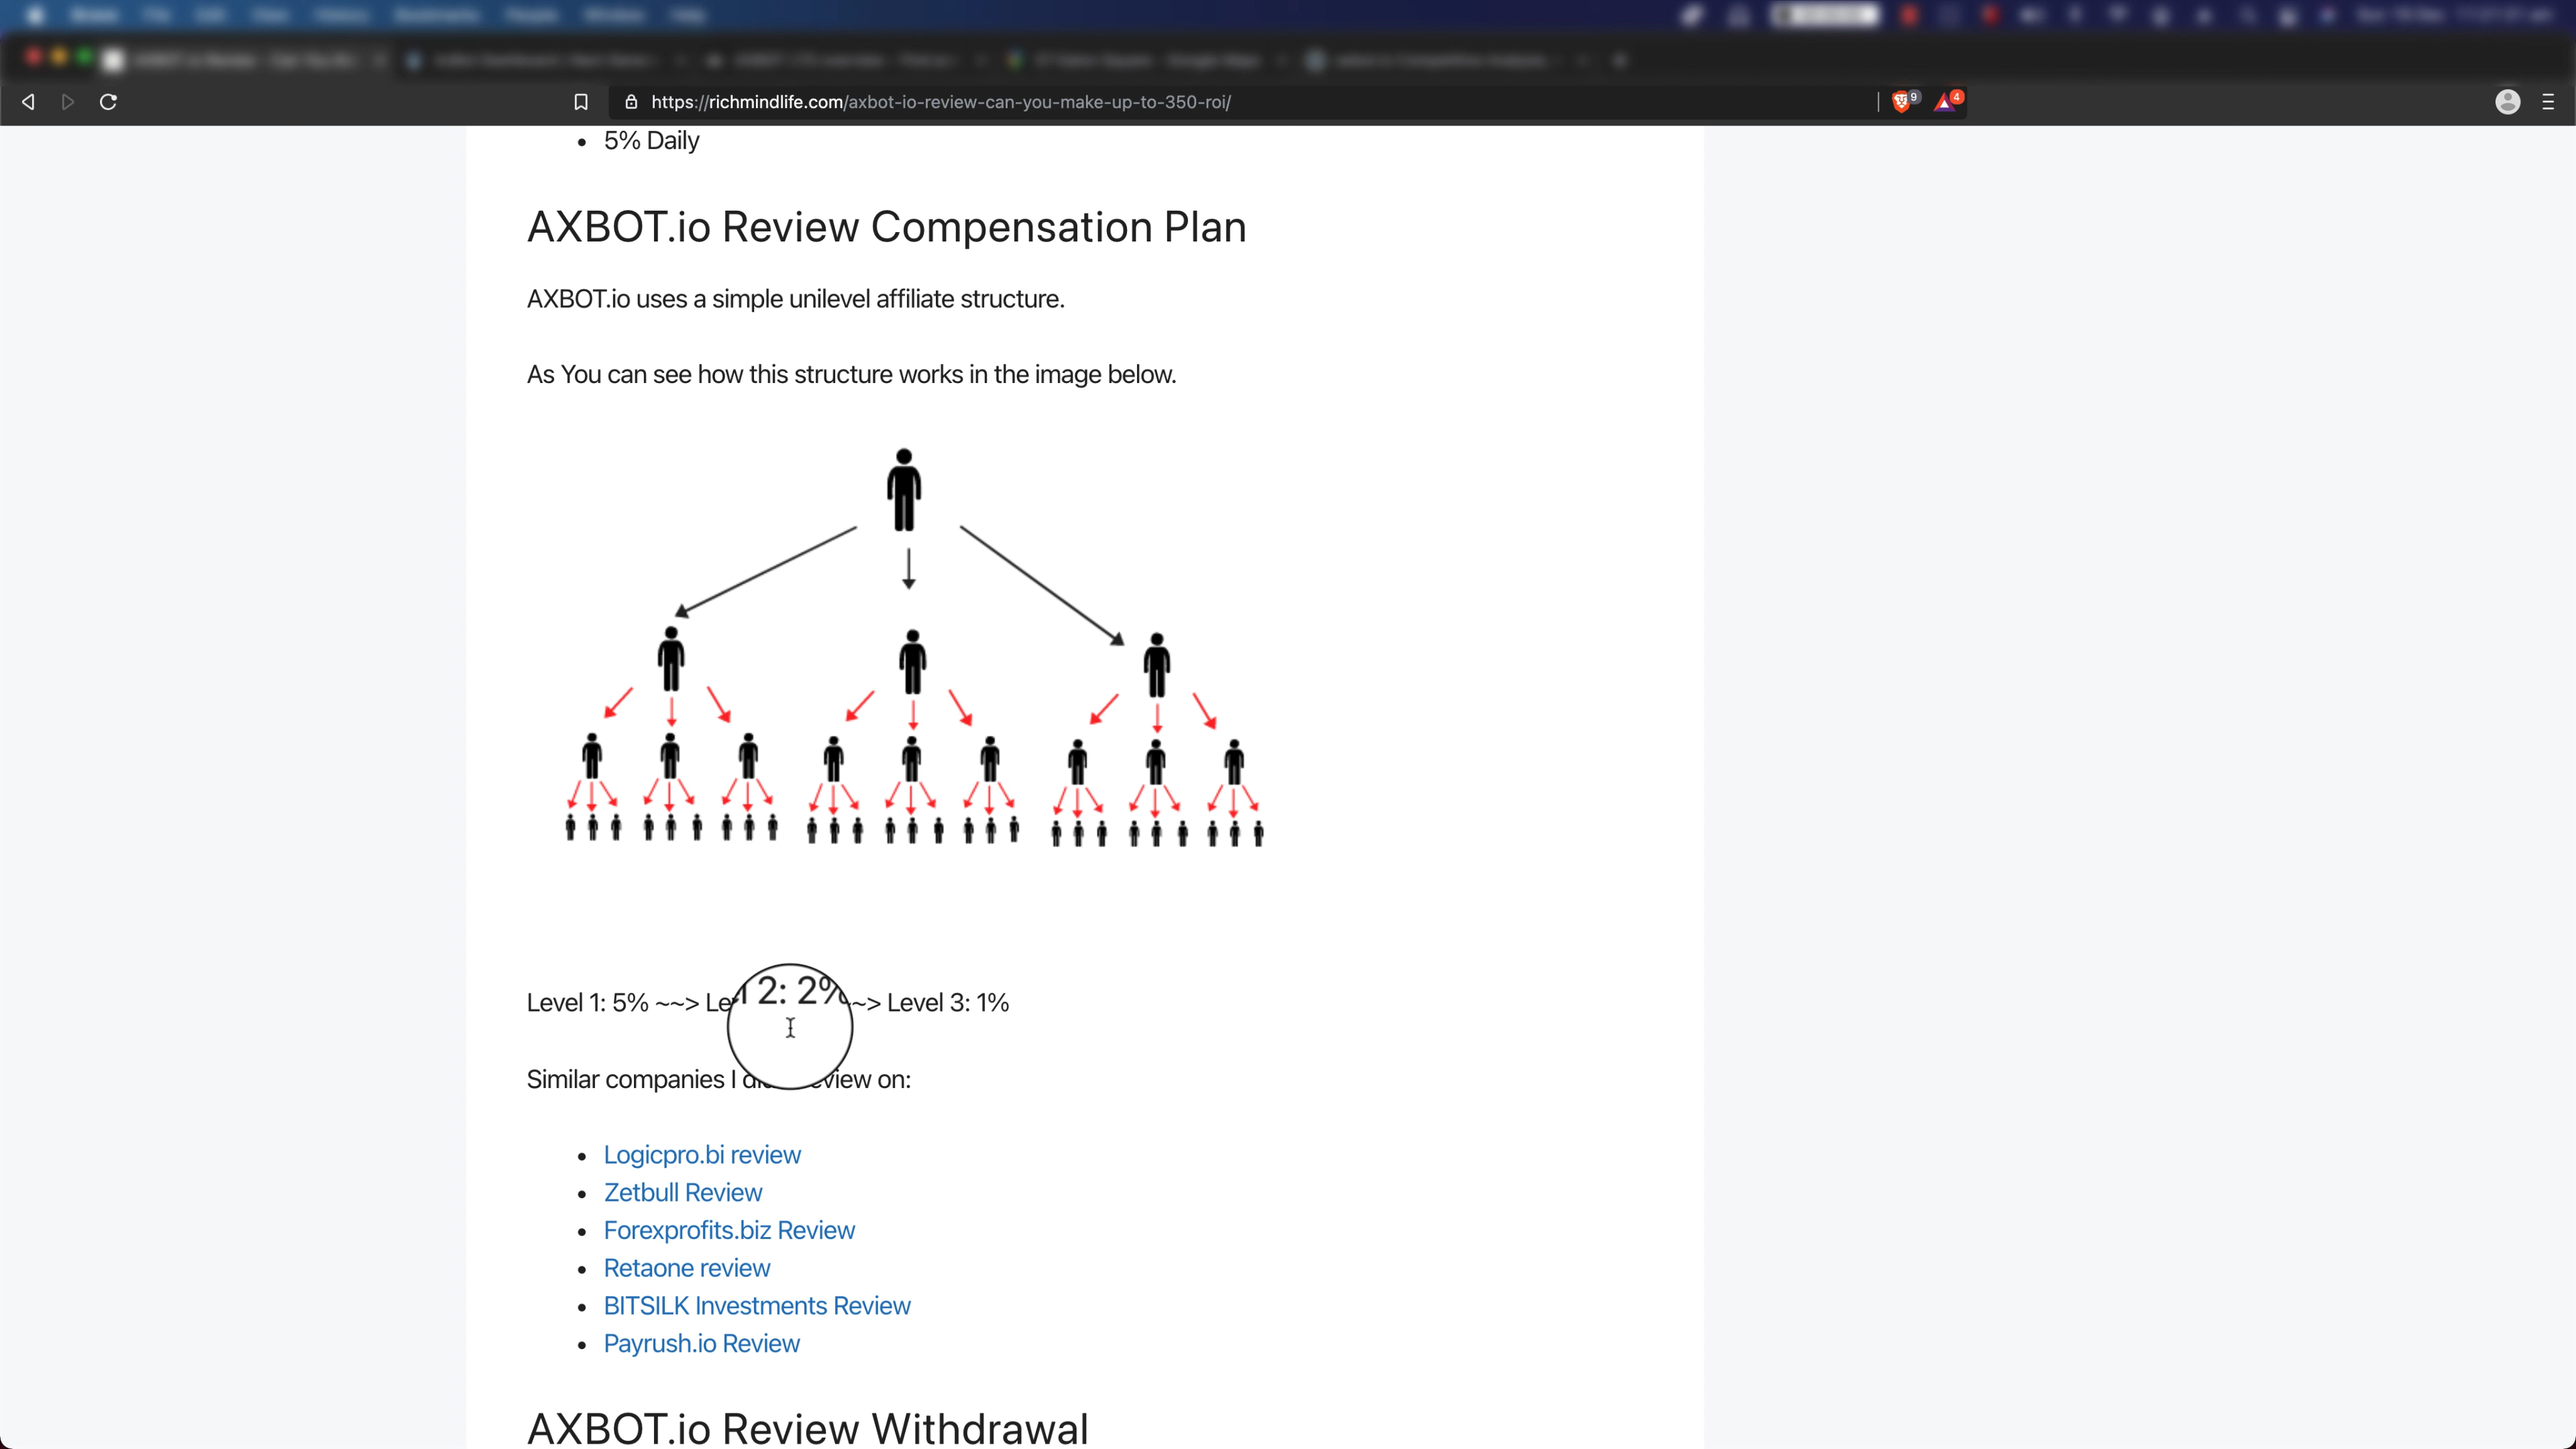 https://richmindlife.com/axbot-io-review-can-you-make-up-to-350-roi/
9
4
5% Daily
AXBOT.io Review Compensation Plan
AXBOT.io uses a simple unilevel affiliate structure.
As You can see how this structure works in the image below.
Level 1: 5% ~~> Le l 2: 2% ~> Level 3: 1%
Similar companies I di view on:
Logicpro.bi review
Zetbull Review
Forexprofits.biz Review
Retaone review
BITSILK Investments Review
Payrush.io Review
AXBOT.io Review Withdrawal